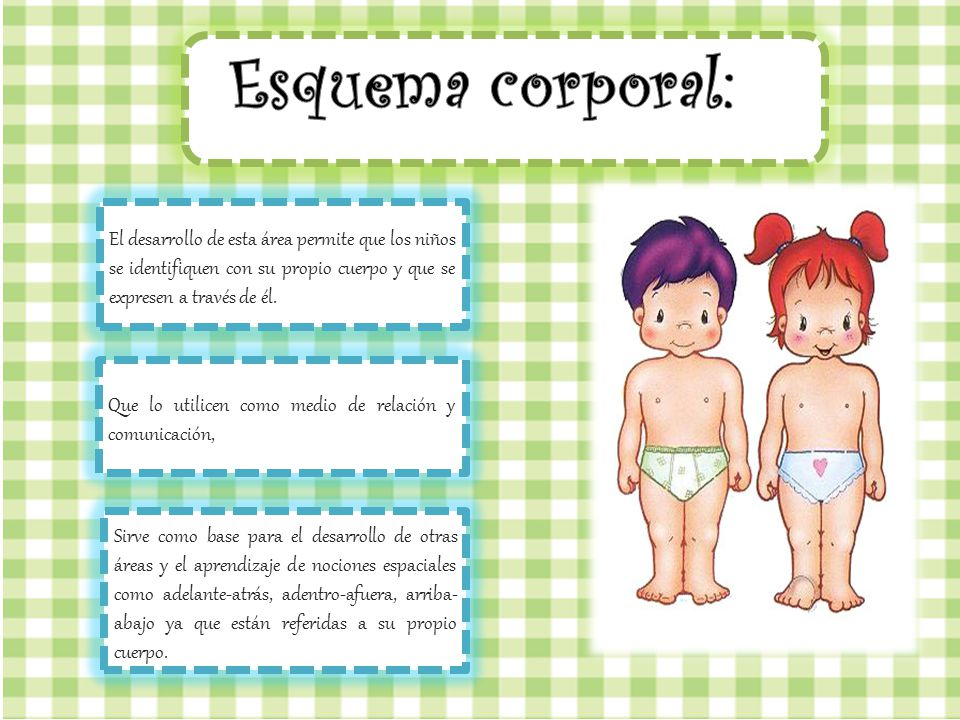 Esquema corporal:
El desarrollo de esta área permite que los niños
se identifiquen con su propio cuerpo y que se
expresen a través de él.
Que lo utilicen como medio de relación y
comunicación,
Sirve como base para el desarrollo de otras
áreas y el aprendizaje de nociones espaciales
como adelante-atrás, adentro-afuera, arriba-
abajo ya que están referidas a su propio
cuerpo.